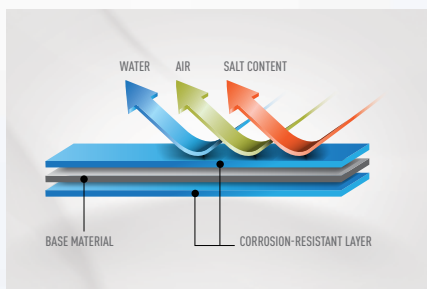 WATER
AIR
SALT CONTENT
BASE MATERIAL
CORROSION-RESISTANT LAYER